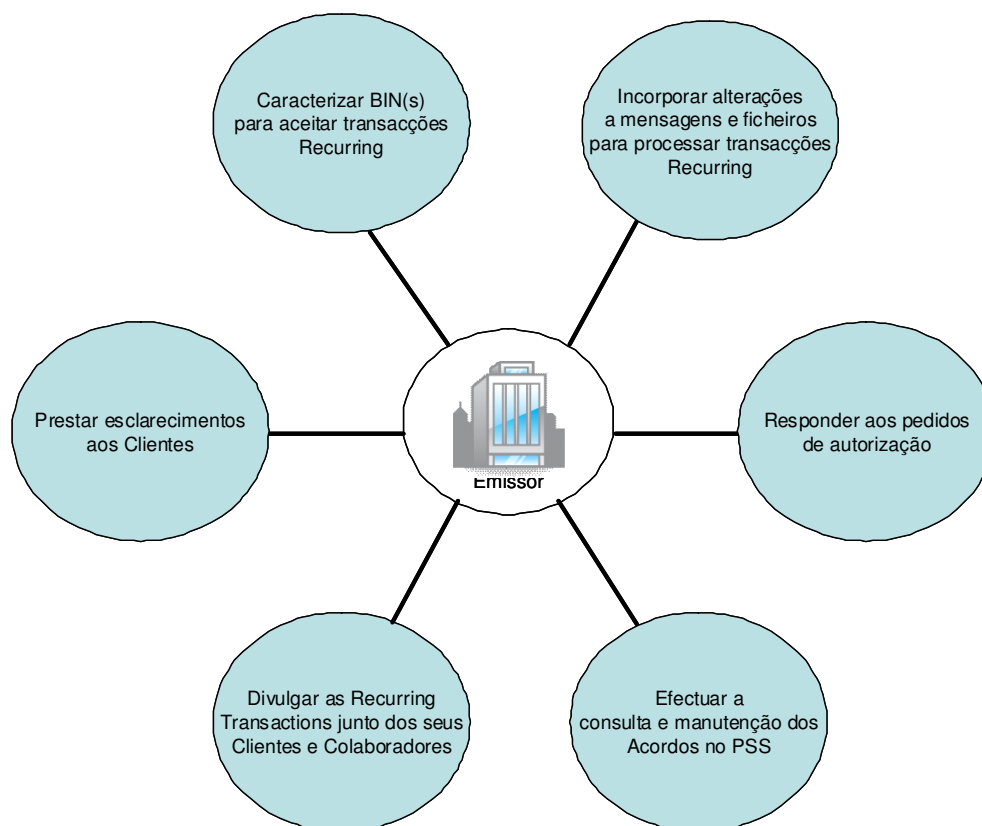 Caracterizar BIN(s)
para aceitar transacções
Recurring
Incorporar alterações
a mensagens e ficheiros
para processar transacções
Recurring
Prestar esclarecimentos
aos Clientes
Emissor
Responder aos pedidos
de autorização
Divulgar as Recurring
Transactions junto dos seus
Clientes e Colaboradores
Efectuar a
consulta e manutenção dos
Acordos no PSS